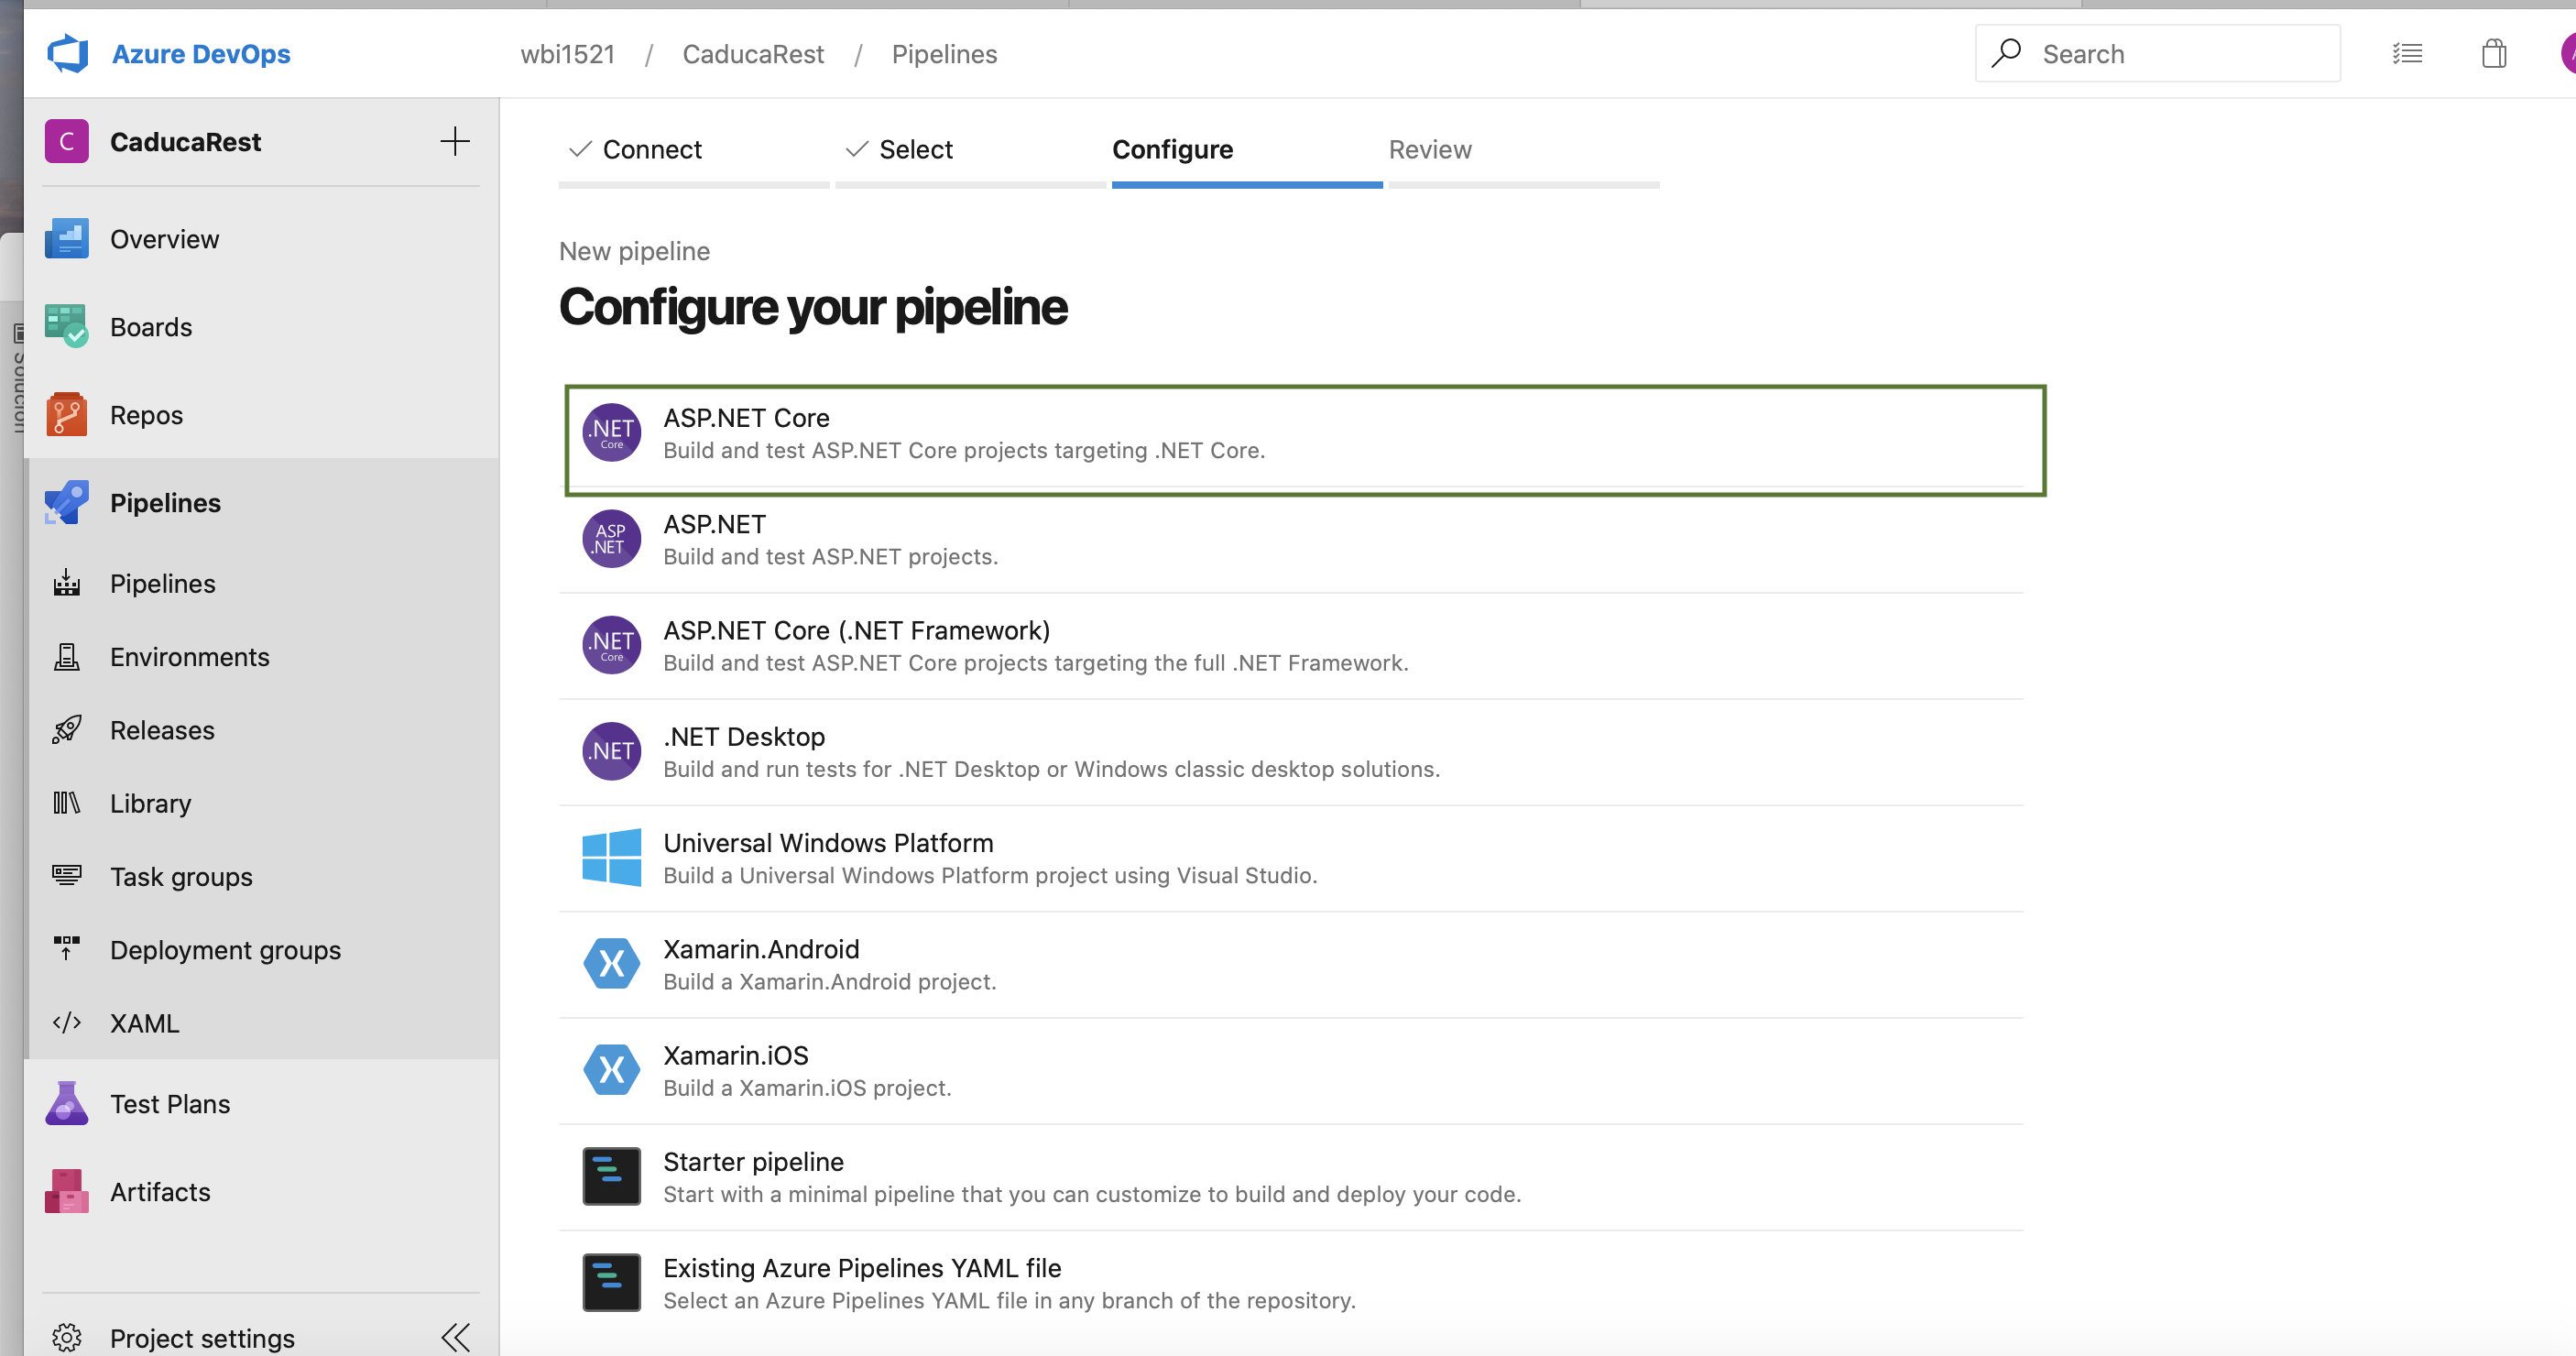 Azure DevOps
wbi1521 / CaducaRest / Pipelines
Search
C
CaducaRest
Overview
Boards
Repos
Pipelines
Pipelines
Environments
Releases
Library
Task groups
Deployment groups
XAML
Test Plans
Artifacts
Project settings
Solución
Connect
Select
Configure
Review
New pipeline
Configure your pipeline
.NET
Core
ASP.NET Core
Build and test ASP.NET Core projects targeting .NET Core.
ASP
.NET
ASP.NET
Build and test ASP.NET projects.
.NET
Core
ASP.NET Core (.NET Framework)
Build and test ASP.NET Core projects targeting the full .NET Framework.
.NET
.NET Desktop
Build and run tests for .NET Desktop or Windows classic desktop solutions.
Universal Windows Platform
Build a Universal Windows Platform project using Visual Studio.
Xamarin.Android
Build a Xamarin.Android project.
Xamarin.iOS
Build a Xamarin.iOS project.
Starter pipeline
Start with a minimal pipeline that you can customize to build and deploy your code.
Existing Azure Pipelines YAML file
Select an Azure Pipelines YAML file in any branch of the repository.